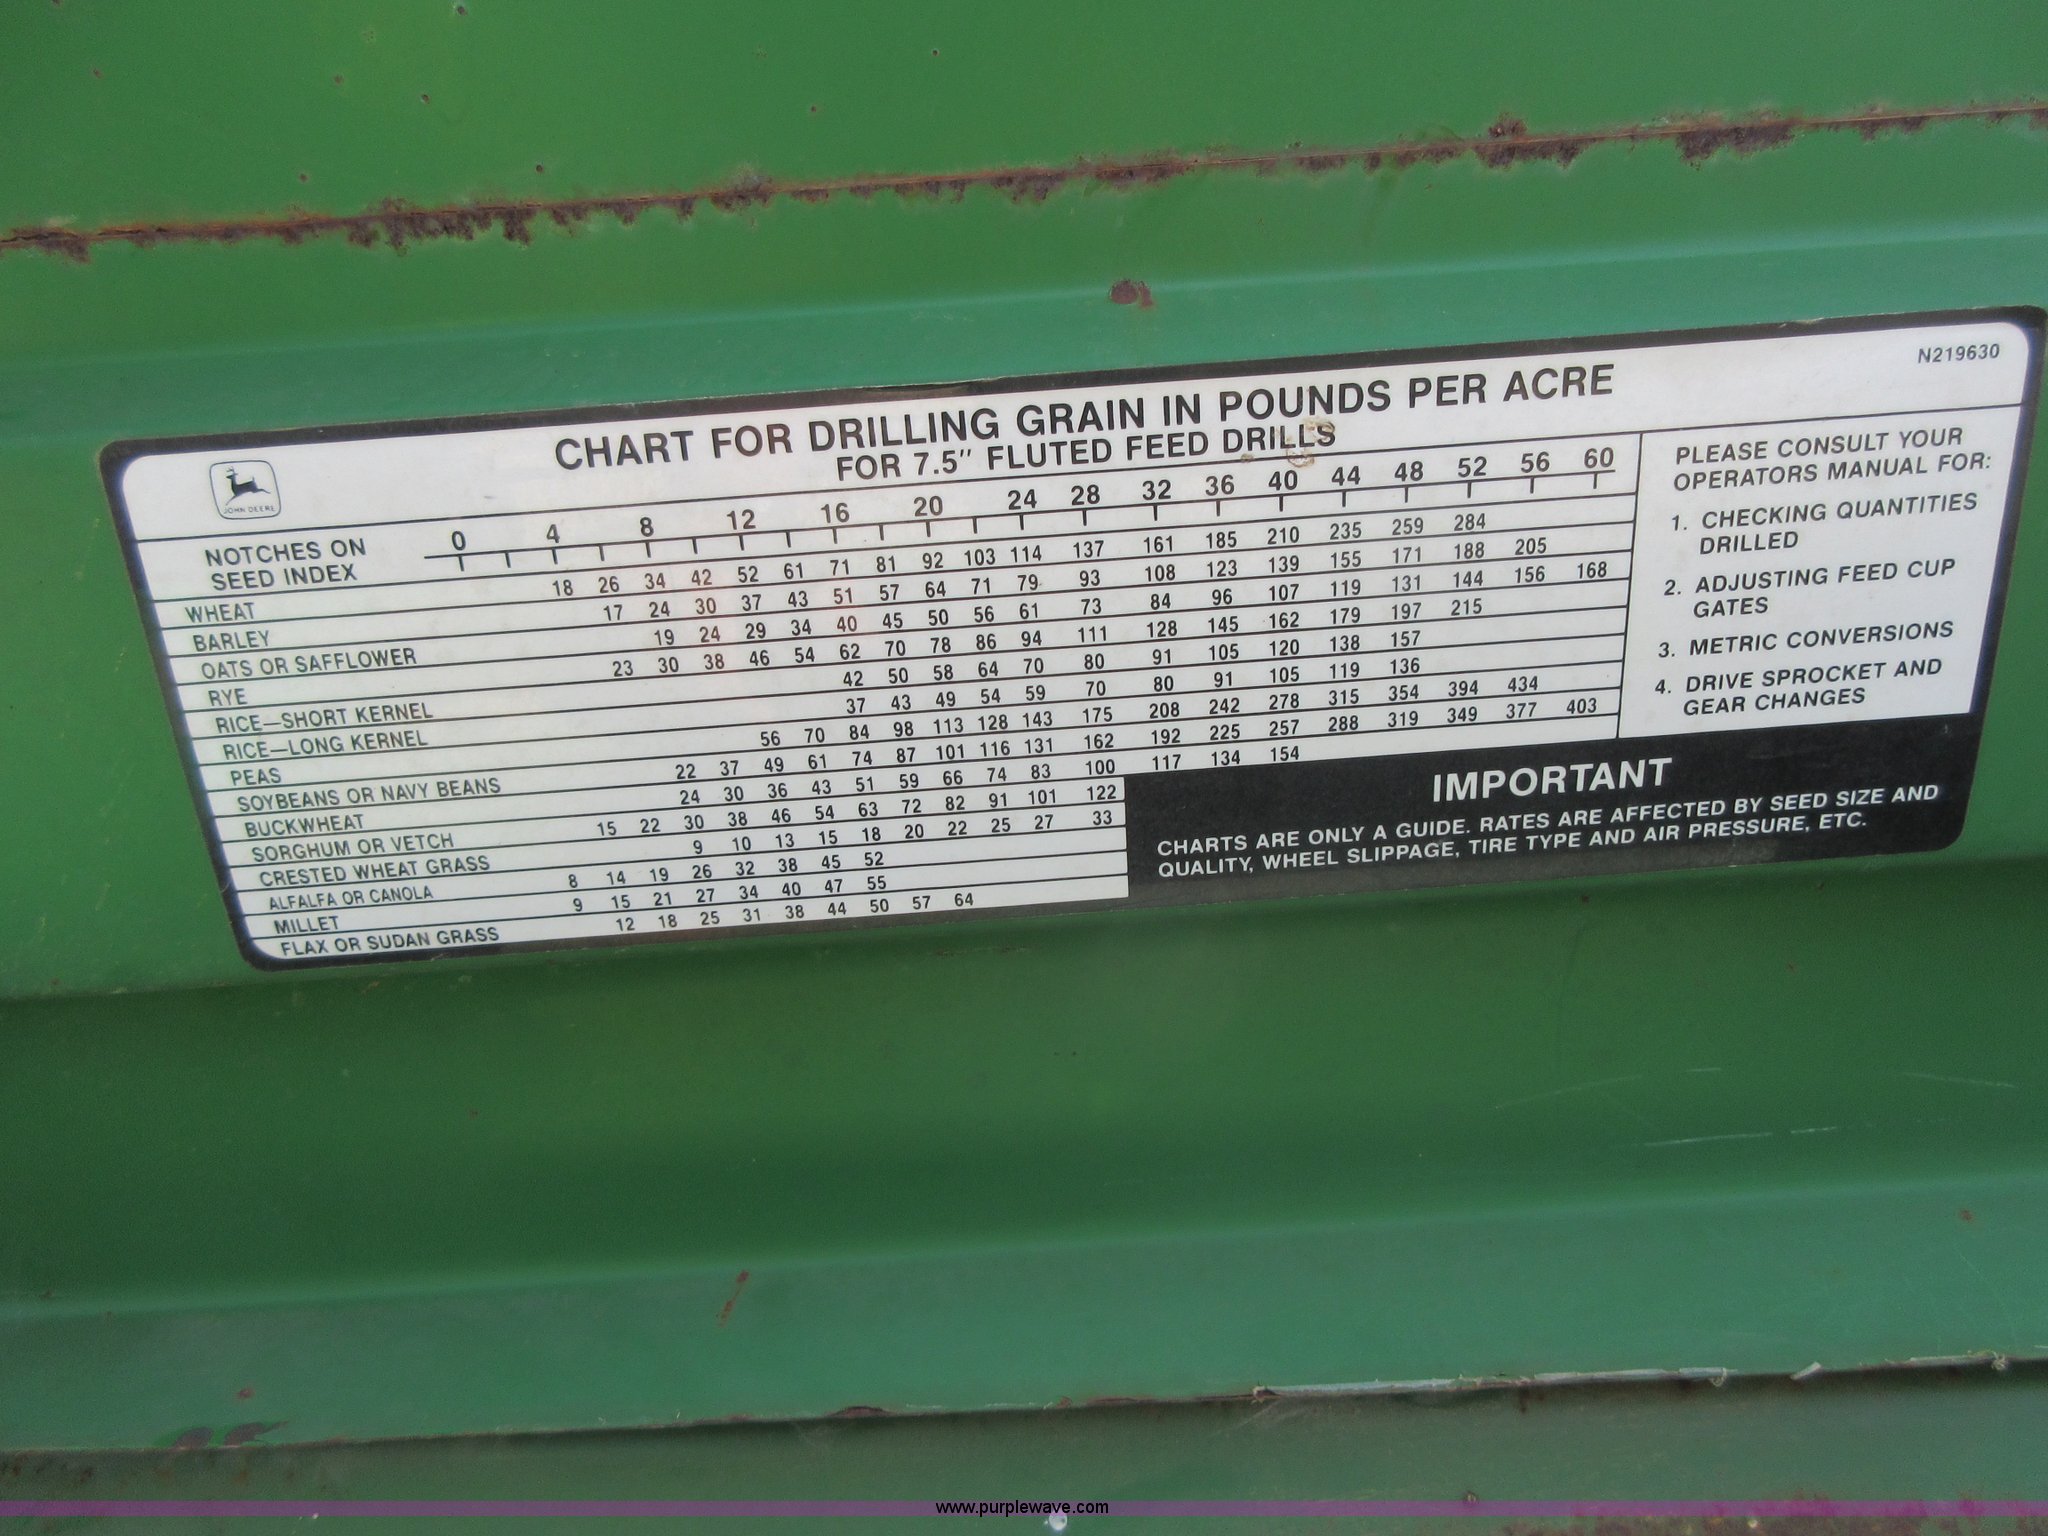 N219630
CHART FOR DRILLING GRAIN IN POUNDS PER ACRE
FOR 7.5" FLUTED FEED DRILLS
JOHN DEERE
NOTCHES ON
SEED INDEX
0 4 8 12 16 20 24 28 32 36 40 44 48 52 56 60
WHEAT 18 26 34 42 52 61 71 81 92 103 114 137 161 185 210 235 259 284
BARLEY 17 24 30 37 43 51 57 64 71 79 93 108 123 139 155 171 188 205
OATS OR SAFFLOWER 19 24 29 34 40 45 50 56 61 73 84 96 107 119 131 144 156 168
RYE 23 30 38 46 54 62 70 78 86 94 111 128 145 162 179 197 215
RICE—SHORT KERNEL 42 50 58 64 70 80 91 105 120 138 157
RICE—LONG KERNEL 37 43 49 54 59 70 80 91 105 119 136
PEAS 56 70 84 98 113 128 143 175 208 242 278 315 354 394 434
SOYBEANS OR NAVY BEANS 22 37 49 61 74 87 101 116 131 162 192 225 257 288 319 349 377 403
BUCKWHEAT 24 30 36 43 51 59 66 74 83 100 117 134 154
SORGHUM OR VETCH 15 22 30 38 46 54 63 72 82 91 101 122
CRESTED WHEAT GRASS 9 10 13 15 18 20 22 25 27 33
ALFALFA OR CANOLA 8 14 19 26 32 38 45 52
MILLET 9 15 21 27 34 40 47 55
FLAX OR SUDAN GRASS 12 18 25 31 38 44 50 57 64
PLEASE CONSULT YOUR
OPERATORS MANUAL FOR:
1. CHECKING QUANTITIES
DRILLED
2. ADJUSTING FEED CUP
GATES
3. METRIC CONVERSIONS
4. DRIVE SPROCKET AND
GEAR CHANGES
IMPORTANT
CHARTS ARE ONLY A GUIDE. RATES ARE AFFECTED BY SEED SIZE AND
QUALITY, WHEEL SLIPPAGE, TIRE TYPE AND AIR PRESSURE, ETC.
www.purplewave.com